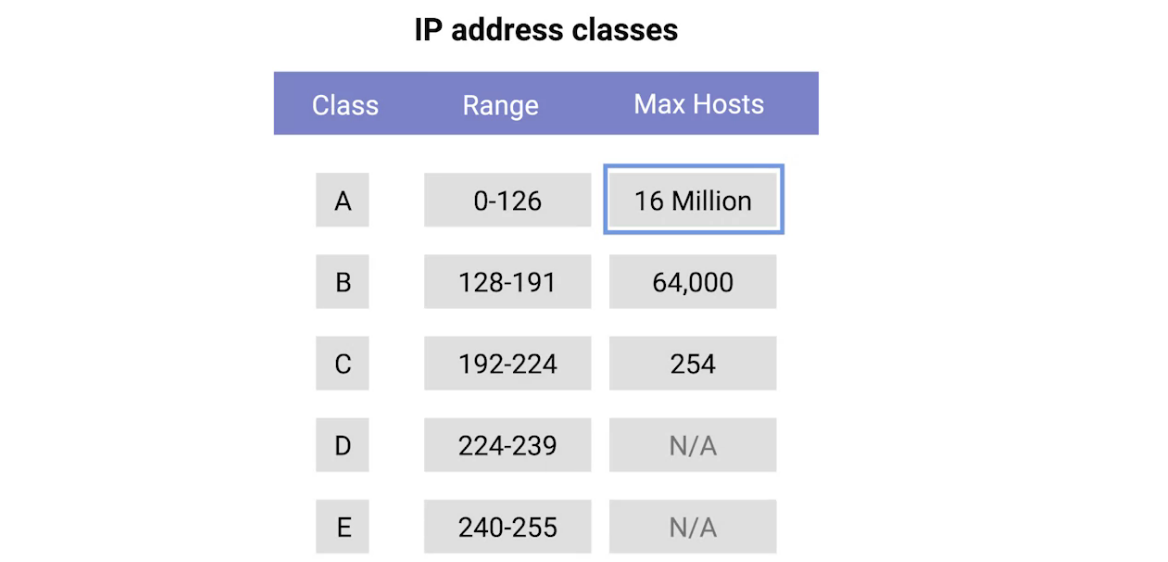 IP address classes
Class Range Max Hosts
A 0-126 16 Million
B 128-191 64,000
C 192-224 254
D 224-239 N/A
E 240-255 N/A